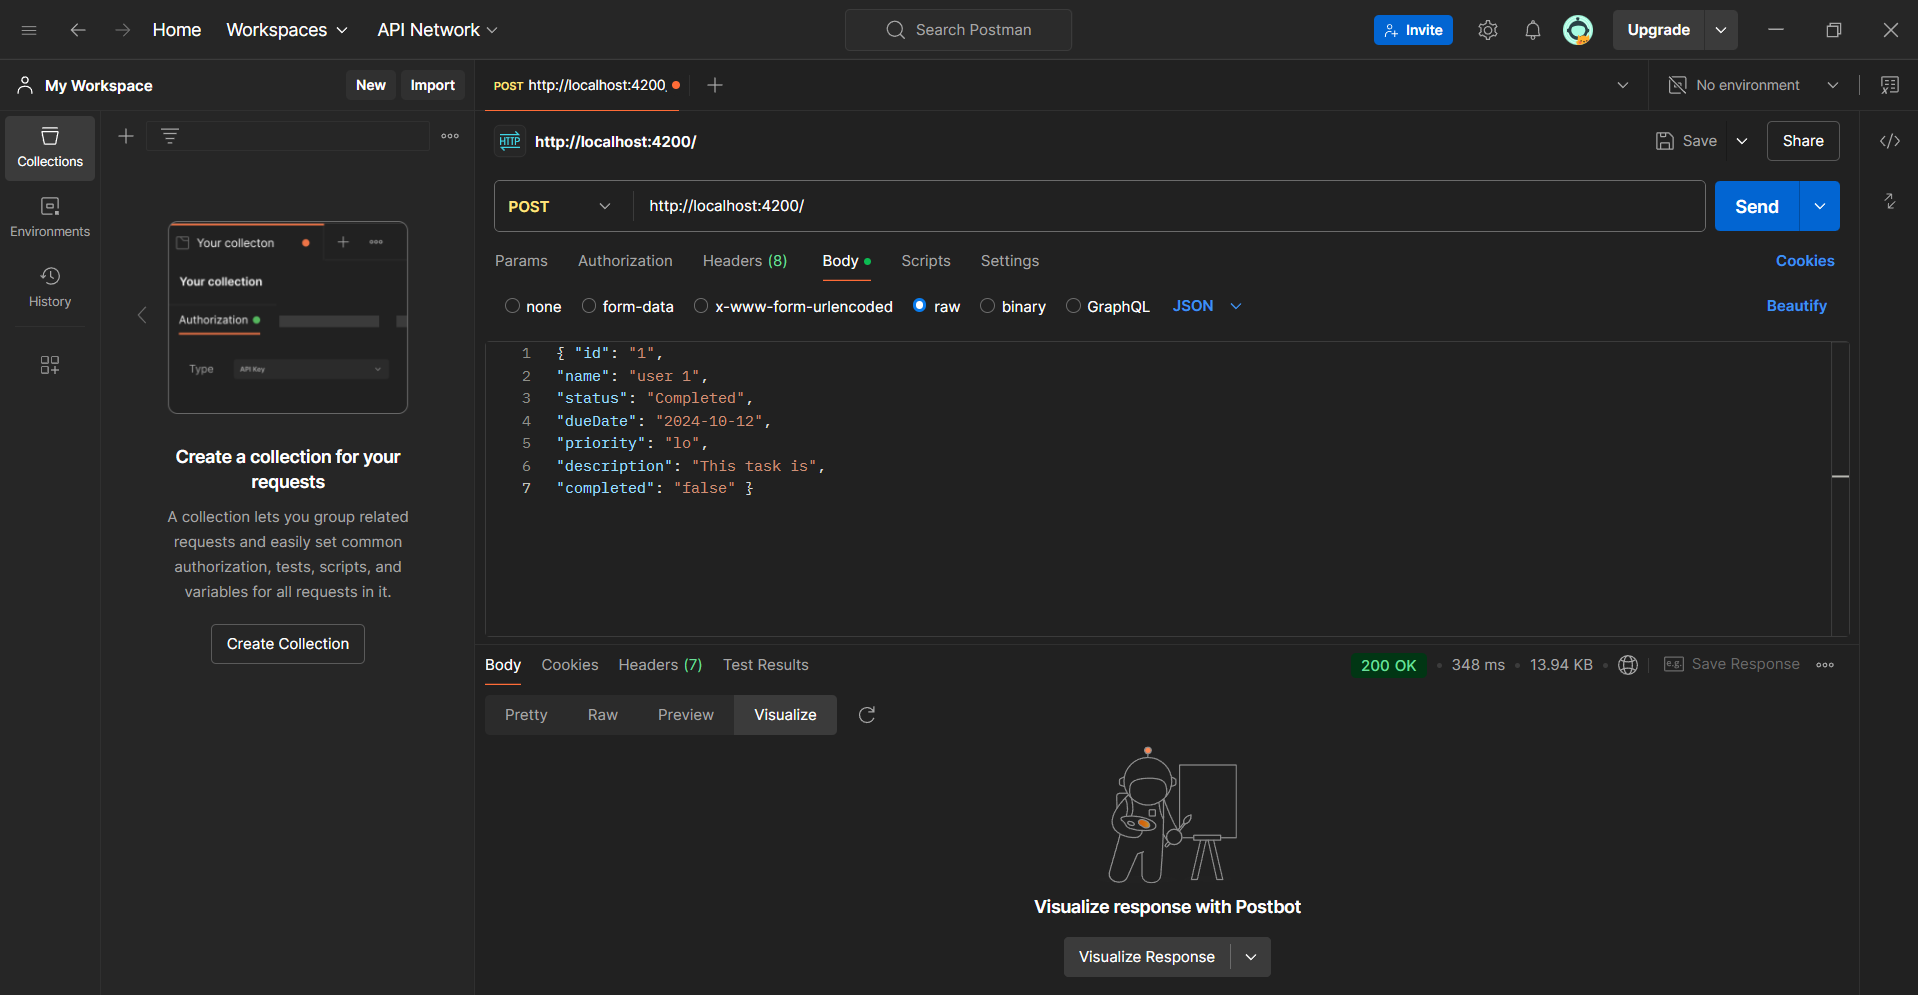 Home Workspaces API Network Search Postman Invite Upgrade
My Workspace New Import POST http://localhost:4200, No environment
Collections
HTTP http://localhost:4200/ Save Share
POST http://localhost:4200/ Send
Environments
Params Authorization Headers (8) Body Scripts Settings Cookies
History
none form-data x-www-form-urlencoded raw binary GraphQL JSON Beautify
Your collecton
Your collection
Authorization
Type API Key
Create a collection for your
requests
A collection lets you group related
requests and easily set common
authorization, tests, scripts, and
variables for all requests in it.
Create Collection
1 { "id": "1",
2 "name": "user 1",
3 "status": "Completed",
4 "dueDate": "2024-10-12",
5 "priority": "lo",
6 "description": "This task is",
7 "completed": "false" }
Body Cookies Headers (7) Test Results 200 OK 348 ms 13.94 KB e.g. Save Response
Pretty Raw Preview Visualize
Visualize response with Postbot
Visualize Response